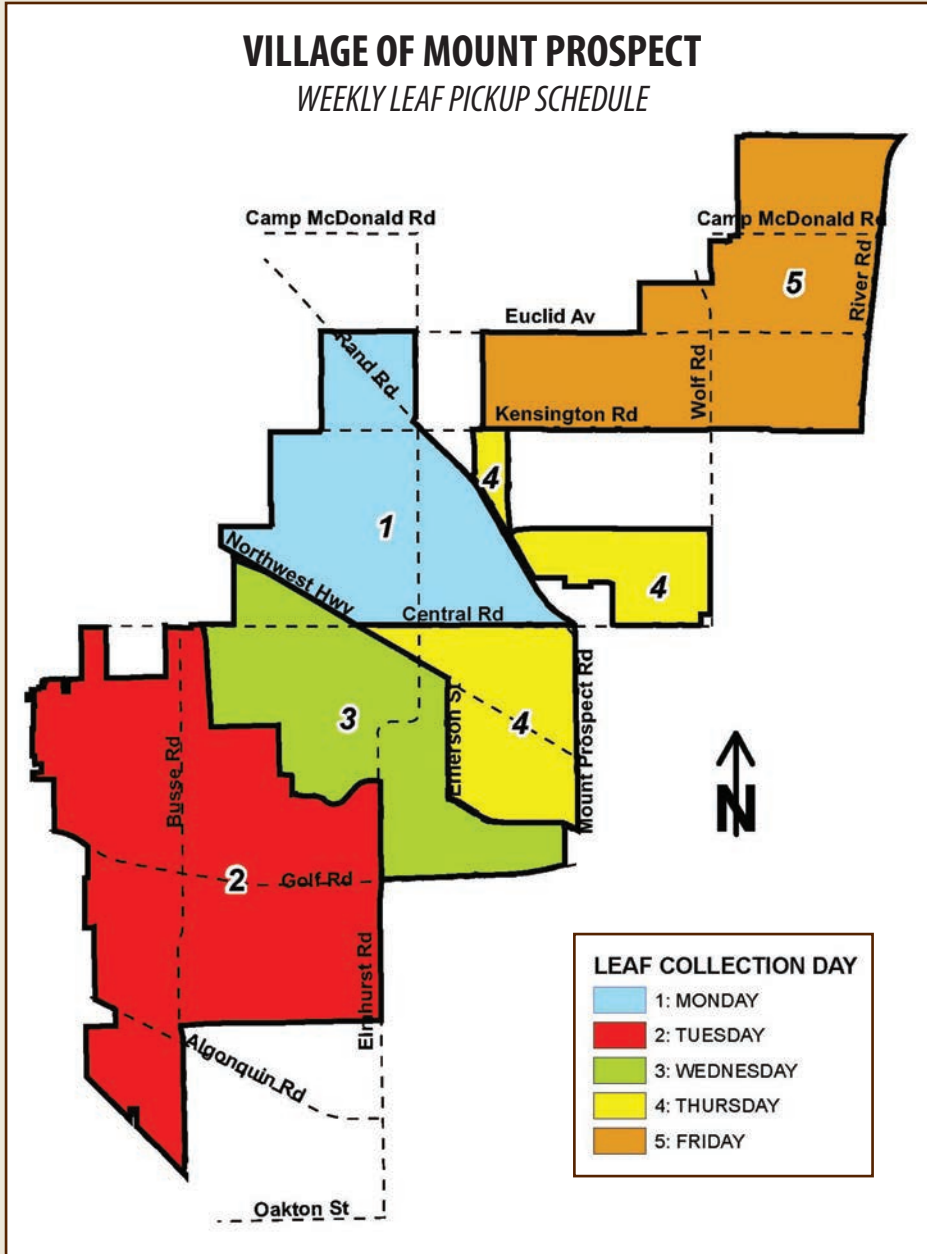 VILLAGE OF MOUNT PROSPECT
WEEKLY LEAF PICKUP SCHEDULE
Camp McDonald Rd
Camp McDonald Rd
5
River Rd
Euclid Av
Rand Rd
Wolf Rd
Kensington Rd
4
1
Northwest Hwy
4
Central Rd
3
Emerson St
4
Mount Prospect Rd
Busse Rd
N
2
Golf Rd
Elmhurst Rd
Algonquin Rd
Oakton St
LEAF COLLECTION DAY
1: MONDAY
2: TUESDAY
3: WEDNESDAY
4: THURSDAY
5: FRIDAY